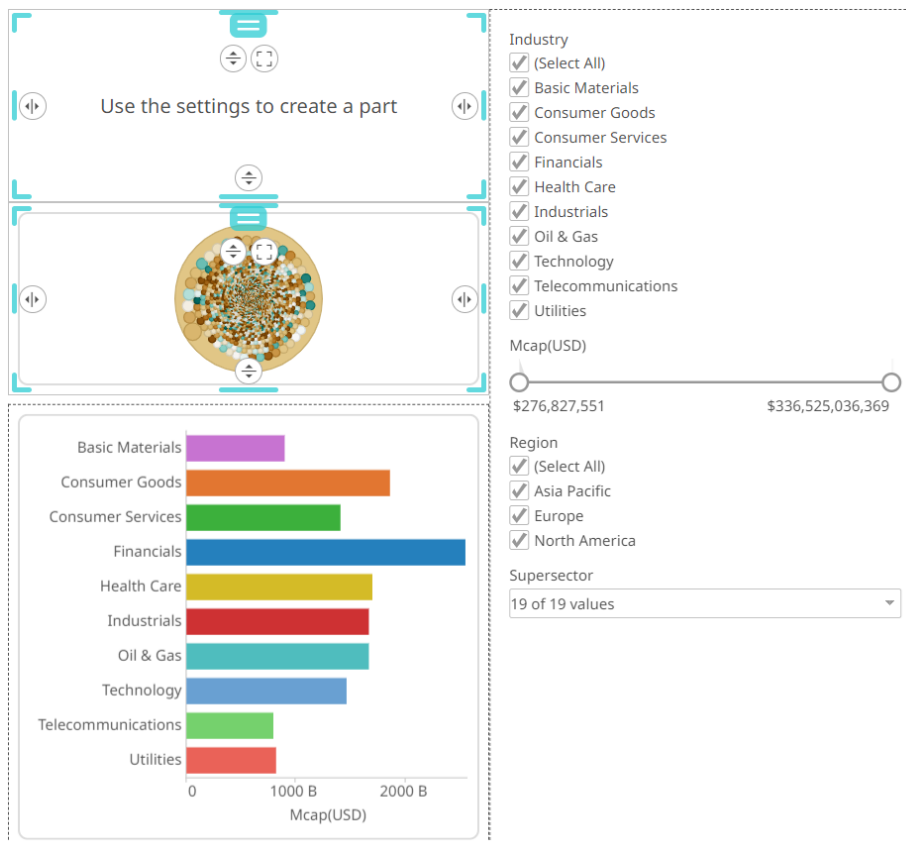 Use the settings to create a part
Basic Materials
Consumer Goods
Consumer Services
Financials
Health Care
Industrials
Oil & Gas
Technology
Telecommunications
Utilities
0 1000 B 2000 B
Mcap(USD)
Industry
(Select All)
Basic Materials
Consumer Goods
Consumer Services
Financials
Health Care
Industrials
Oil & Gas
Technology
Telecommunications
Utilities
Mcap(USD)
$276,827,551 $336,525,036,369
Region
(Select All)
Asia Pacific
Europe
North America
Supersector
19 of 19 values